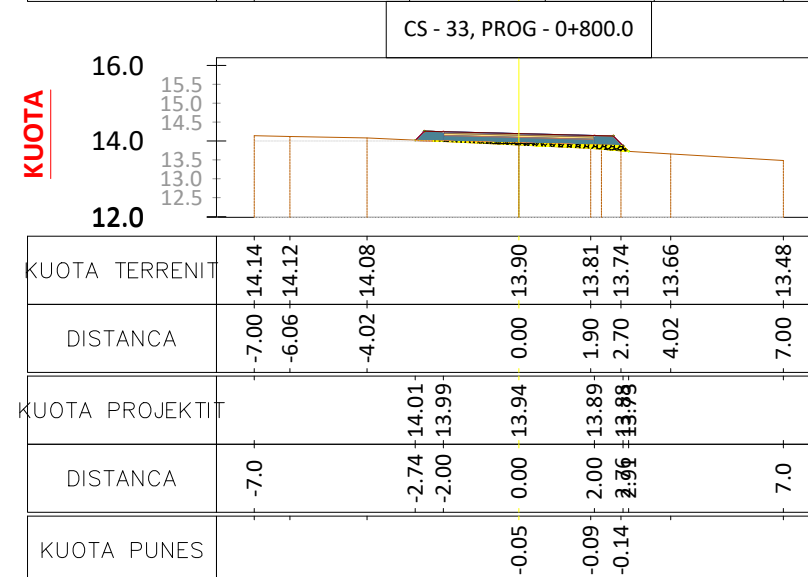 CS - 33, PROG - 0+800.0
KUOTA
16.0
15.5
15.0
14.5
14.0
13.5
13.0
12.5
12.0
KUOTA TERRENIT 14.14 14.12 14.08 13.90 13.81 13.74 13.66 13.48
DISTANCA -7.00 -6.06 -4.02 0.00 1.90 2.70 4.02 7.00
KUOTA PROJEKTIT 14.01 13.99 13.94 13.89
DISTANCA -7.0 -2.74 -2.00 0.00 2.00 7.0
KUOTA PUNES -0.05 -0.09 -0.14